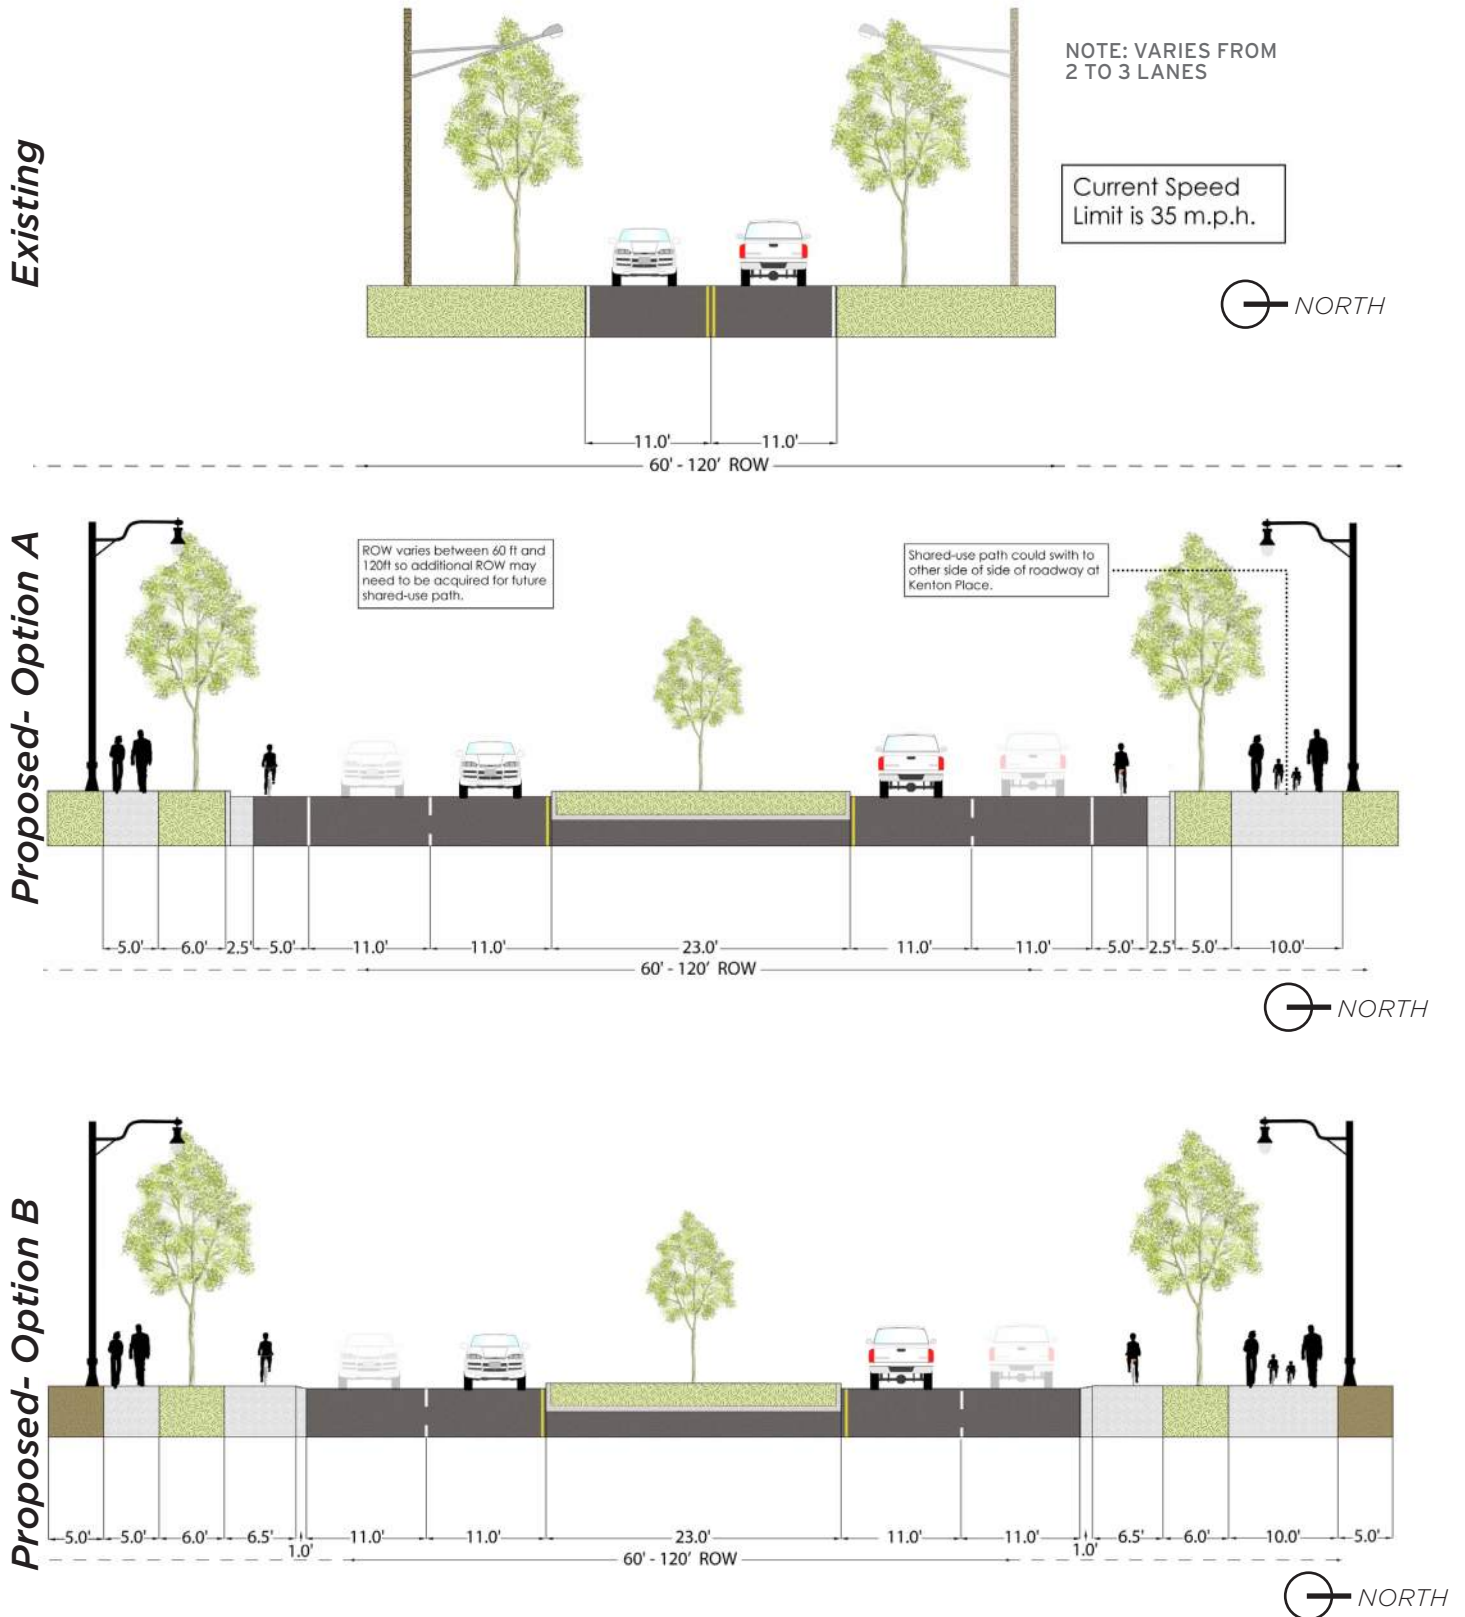 Existing
NOTE: VARIES FROM
2 TO 3 LANES
Current Speed
Limit is 35 m.p.h.
NORTH
11.0' 11.0'
60' - 120' ROW
Proposed- Option A
ROW varies between 60 ft and
120ft so additional ROW may
need to be acquired for future
shared-use path.
Shared-use path could swith to
other side of side of roadway at
Kenton Place.
5.0' 6.0' 2.5' 5.0' 11.0' 11.0' 23.0' 11.0' 11.0' 5.0' 2.5' 5.0' 10.0'
60' - 120' ROW
NORTH
Proposed- Option B
5.0' 5.0' 6.0' 6.5' 11.0' 11.0' 23.0' 11.0' 11.0' 6.5' 6.0' 10.0' 5.0'
1.0' 1.0'
60' - 120' ROW
NORTH